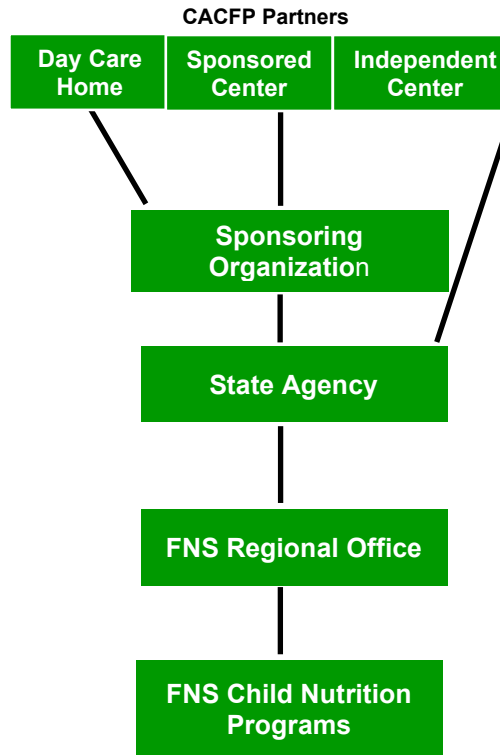 CACFP Partners
Day Care
Home
Sponsored
Center
Independent
Center
Sponsoring
Organization
State Agency
FNS Regional Office
FNS Child Nutrition
Programs